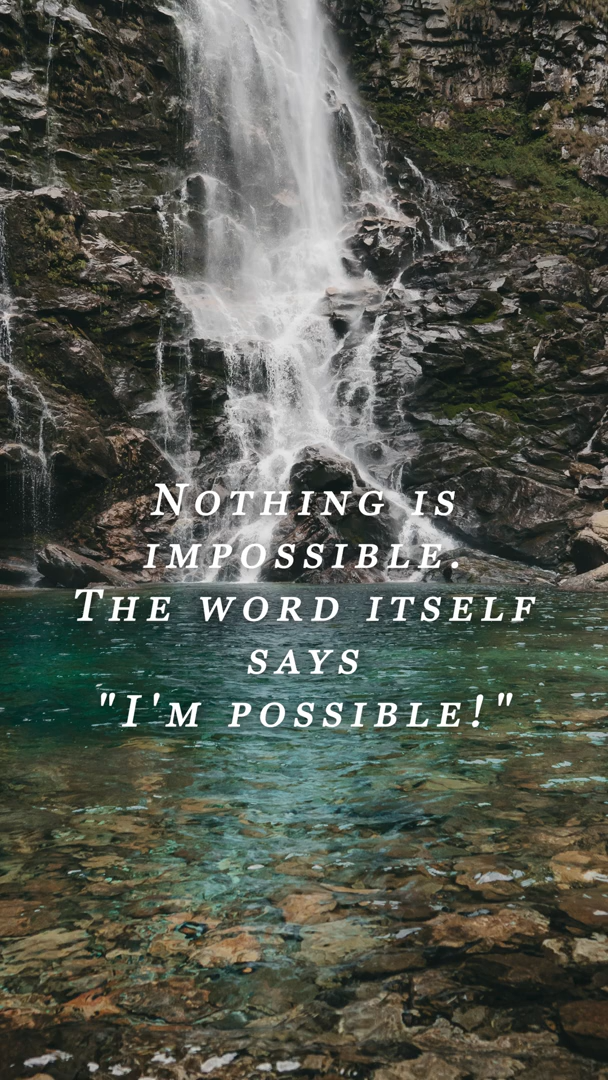 Nothing is
impossible.
The word itself
says
"I'm possible!"